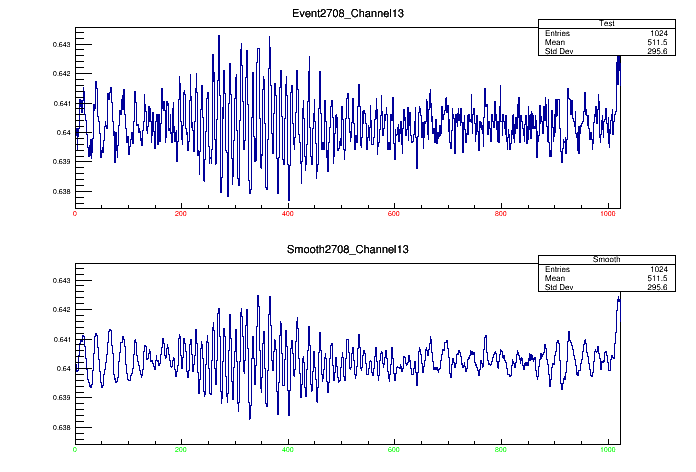 Event2708_Channel13
Test
Entries 1024
Mean 511.5
Std Dev 295.6
0.643
0.642
0.641
0.64
0.639
0.638
0 200 400 600 800 1000
Smooth2708_Channel13
Smooth
Entries 1024
Mean 511.5
Std Dev 295.6
0.643
0.642
0.641
0.64
0.639
0.638
0 200 400 600 800 1000